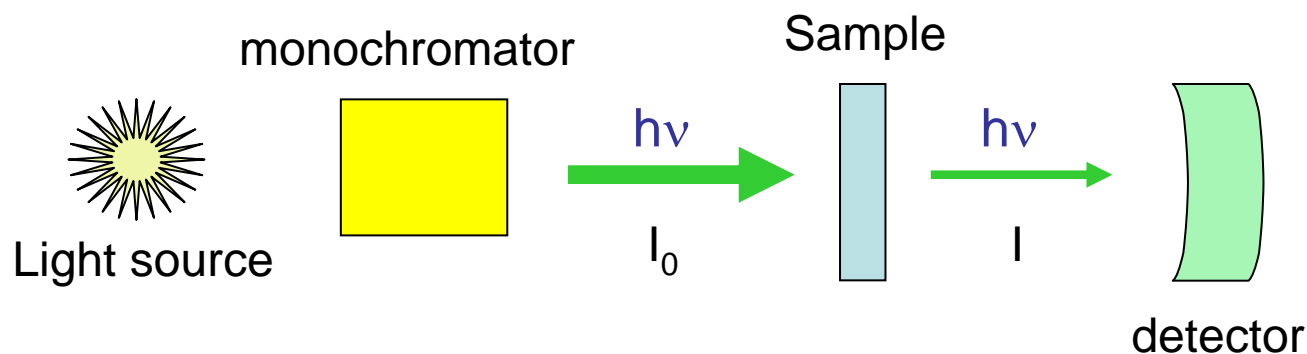 monochromator
Sample
hν
hν
Light source
I₀
I
detector